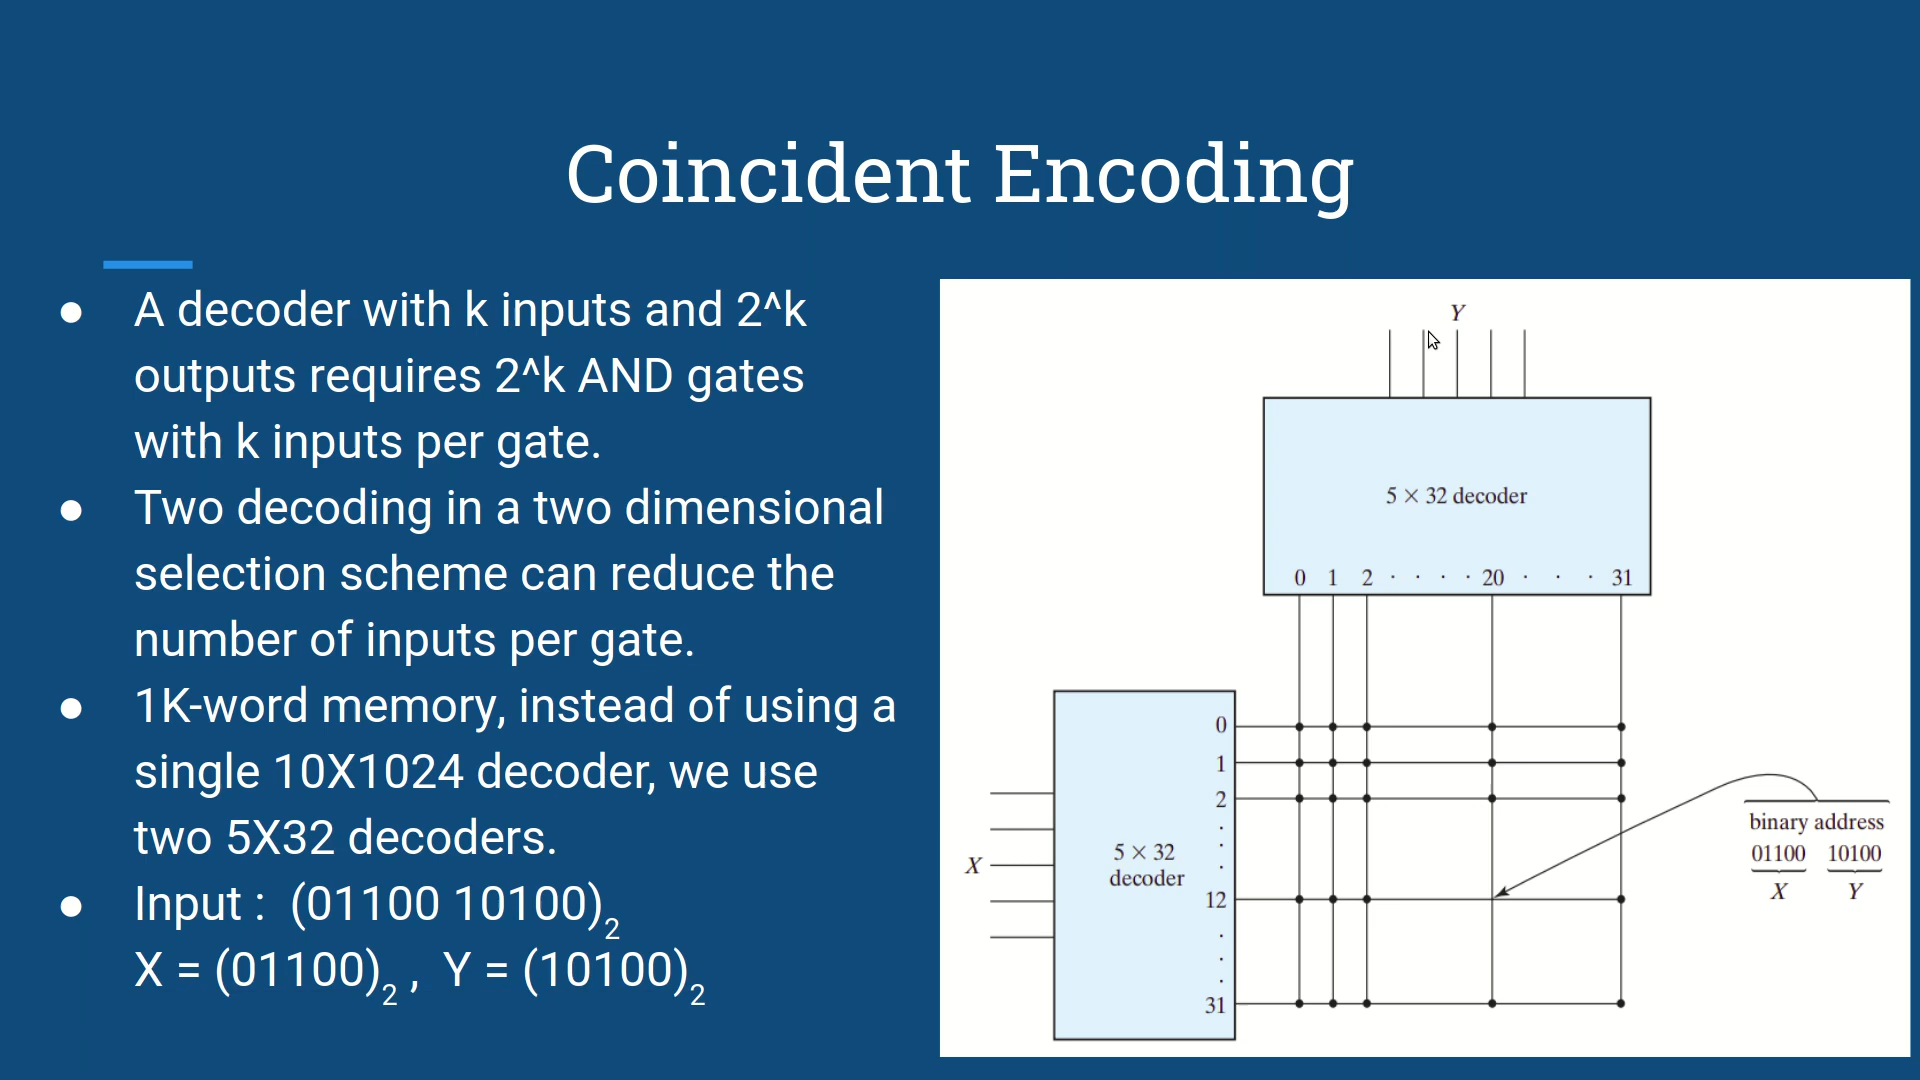 Coincident Encoding
● A decoder with k inputs and 2^k
outputs requires 2^k AND gates
with k inputs per gate.
● Two decoding in a two dimensional
selection scheme can reduce the
number of inputs per gate.
● 1K-word memory, instead of using a
single 10X1024 decoder, we use
two 5X32 decoders.
● Input : (01100 10100)₂
X = (01100)₂ , Y = (10100)₂
Y
5 × 32 decoder
0 1 2 · · · · 20 · · · 31
0
1
2
·
·
·
12
·
·
·
31
X
5 × 32
decoder
binary address
01100 10100
X Y